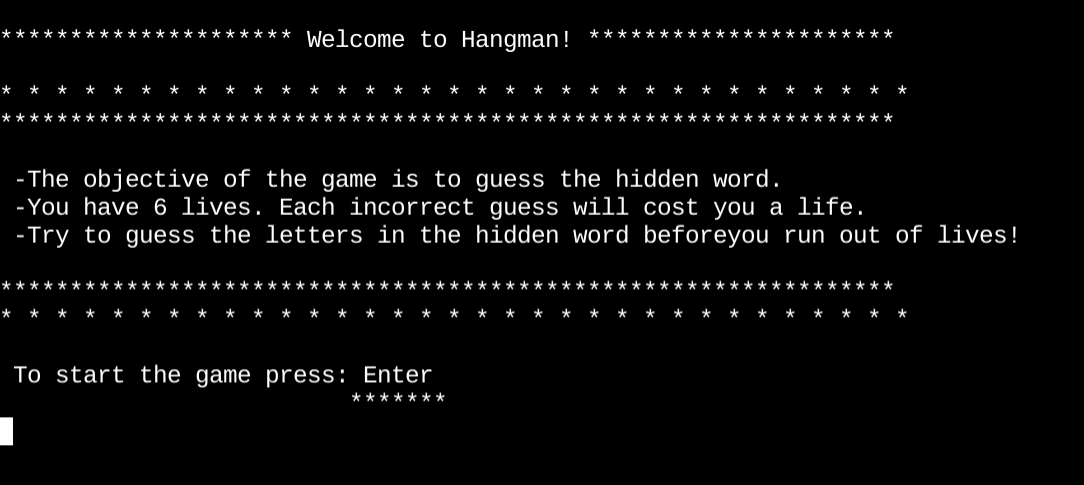 ********************* Welcome to Hangman! **********************
* * * * * * * * * * * * * * * * * * * * * * * * * * * * * * * * *
****************************************************************
-The objective of the game is to guess the hidden word.
-You have 6 lives. Each incorrect guess will cost you a life.
-Try to guess the letters in the hidden word beforeyou run out of lives!
****************************************************************
* * * * * * * * * * * * * * * * * * * * * * * * * * * * * * * * *
To start the game press: Enter
*******